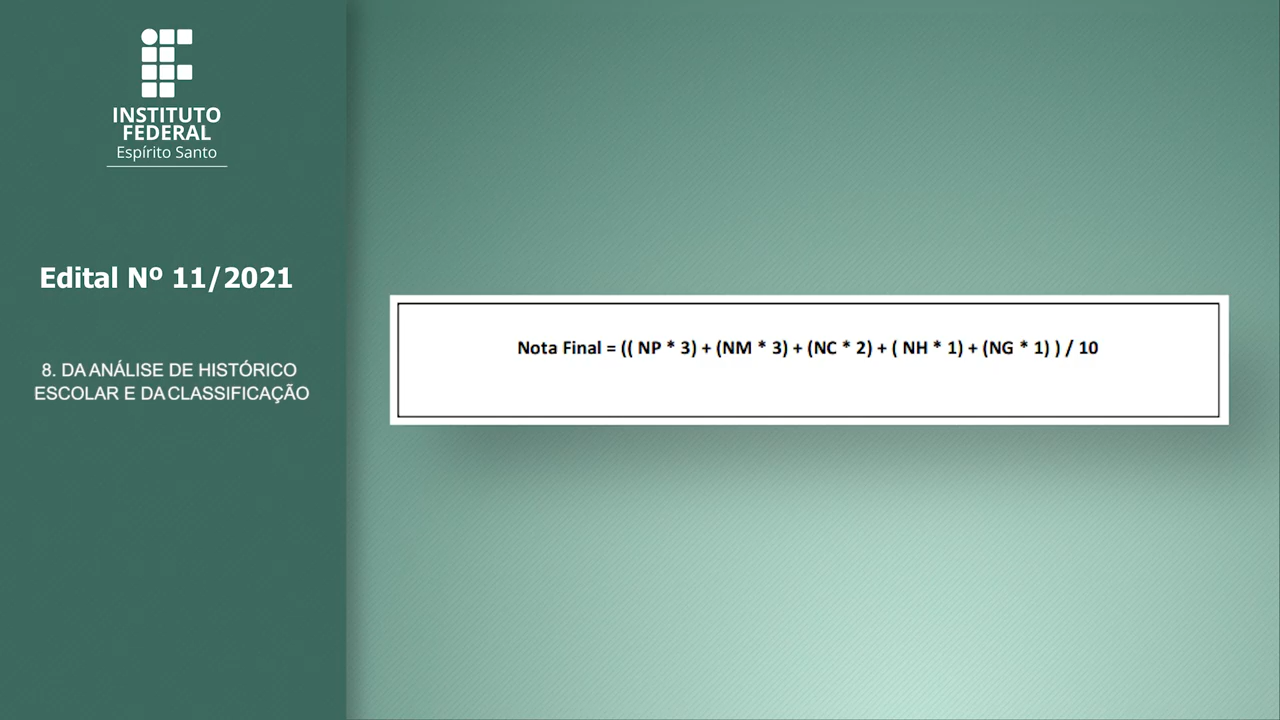 INSTITUTO
FEDERAL
Espírito Santo
Edital Nº 11/2021
8. DA ANÁLISE DE HISTÓRICO
ESCOLAR E DA CLASSIFICAÇÃO
Nota Final = (( NP * 3) + (NM * 3) + (NC * 2) + ( NH * 1) + (NG * 1) ) / 10